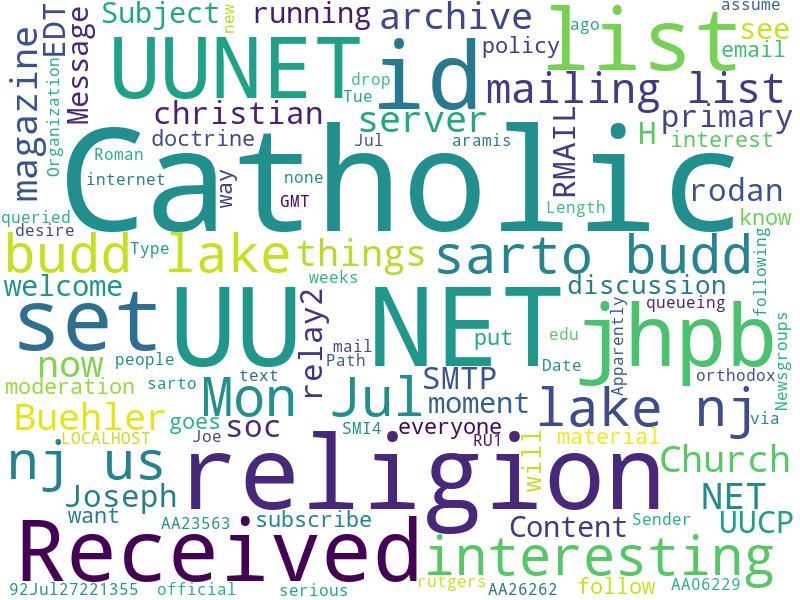 Subject
new
running
archive
assume
ago
EDT
Message
UUNET
id
list
policy
see
email
magazine
Organization
drop
Tue
mailing list
christian
server
primary
doctrine
Jul
aramis
RMAIL
H
interest
Roman
Catholic
internet
way
none
GMT
Length
rodan
know
queried
desire
budd lake
Type
things
sarto budd
following
welcome
weeks
discussion
set
UU NET
relay2
jhpb
queueing
Apparently
Newsgroups
now
people
mail
Path
put
edu
Date
moderation
sarto
Mon Jul
text
SMTP
moment
orthodox
lake nj
via
Buehler
goes
soc
everyone
LOCALHOST
Joe
SMI4
RU1
will
material
nj us
religion
Church
Joseph
want
AA23563
subscribe
Content
NET
Sender
UUCP
Received
interesting
92Jul27221355
official
serious
rutgers
AA26262
follow
AA06229